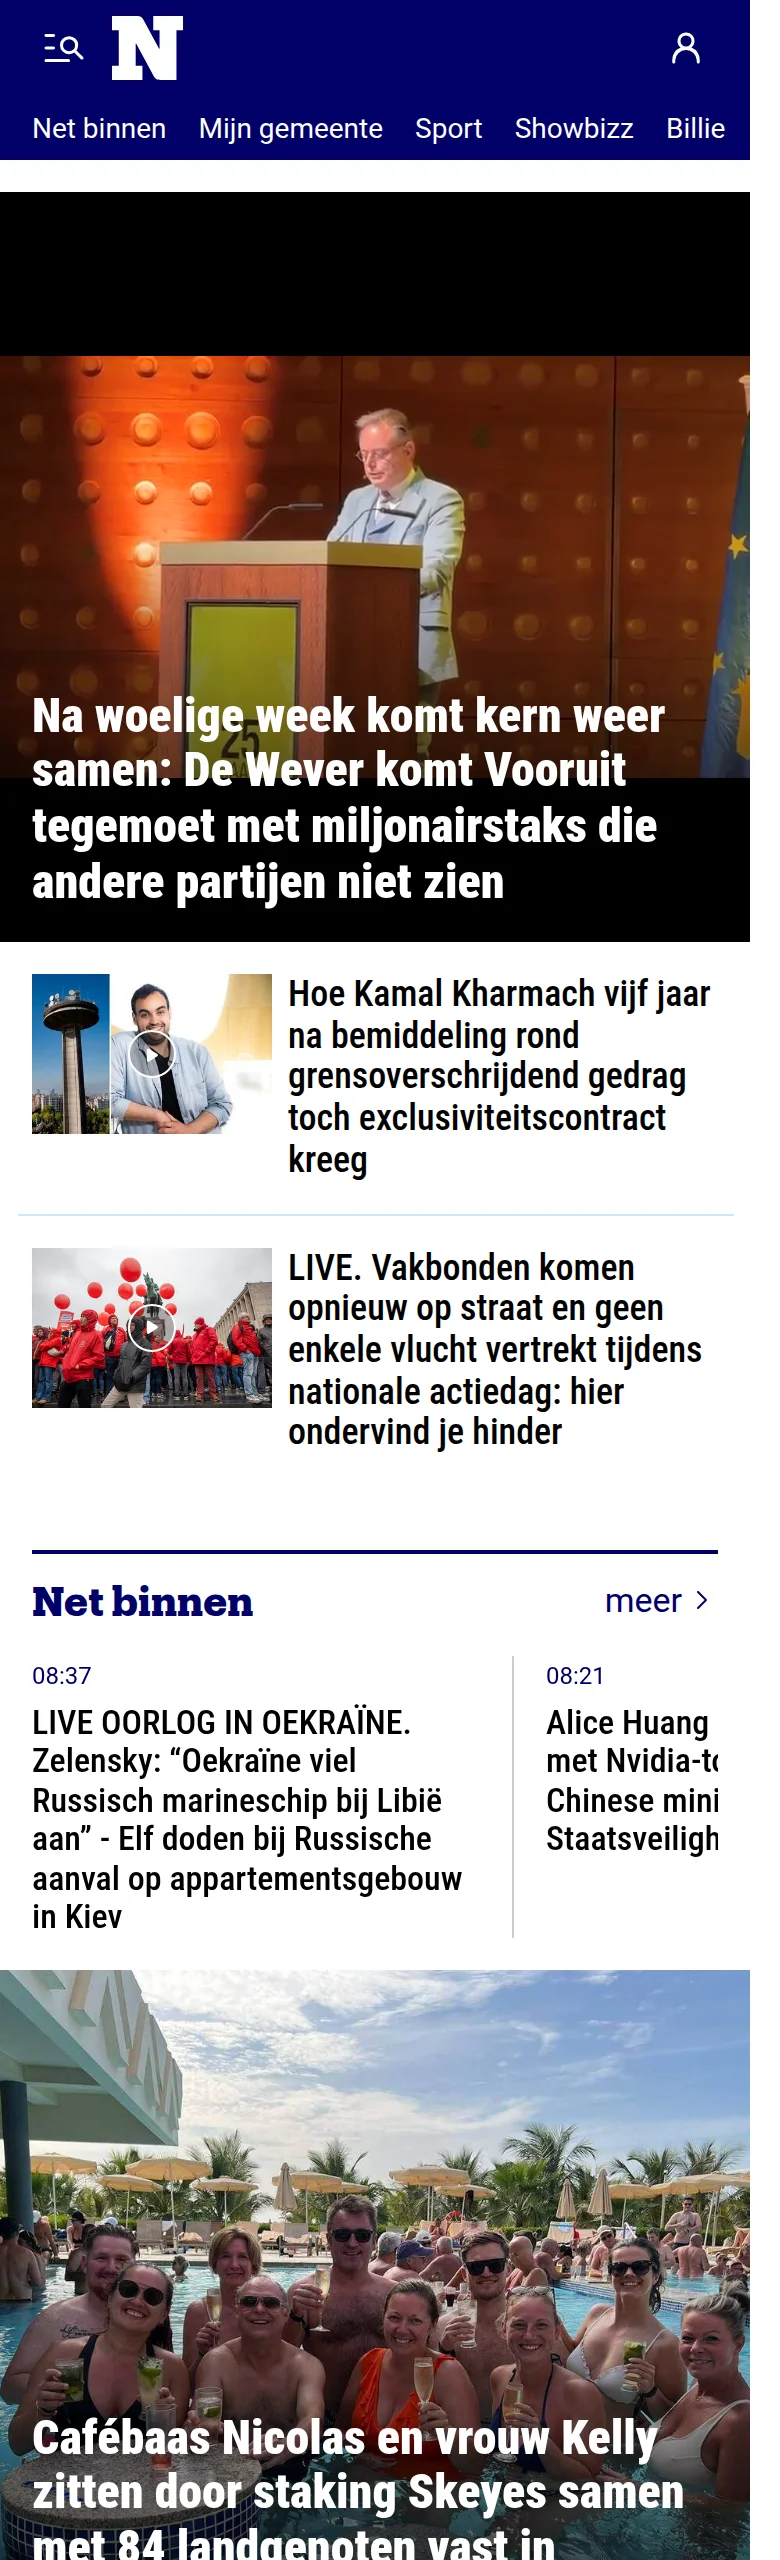 N
Net binnen Mijn gemeente Sport Showbizz Billie
25
Na woelige week komt kern weer
samen: De Wever komt Vooruit
tegemoet met miljonairstaks die
andere partijen niet zien
Hoe Kamal Kharmach vijf jaar
na bemiddeling rond
grensoverschrijdend gedrag
toch exclusiviteitscontract
kreeg
LIVE. Vakbonden komen
opnieuw op straat en geen
enkele vlucht vertrekt tijdens
nationale actiedag: hier
ondervind je hinder
Net binnen
meer
08:37
LIVE OORLOG IN OEKRAÏNE.
Zelensky: “Oekraïne viel
Russisch marineschip bij Libië
aan” - Elf doden bij Russische
aanval op appartementsgebouw
in Kiev
08:21
Alice Huang
met Nvidia-to
Chinese mini
Staatsveiligh
Cafébaas Nicolas en vrouw Kelly
zitten door staking Skeyes samen
met 84 landgenoten vast in